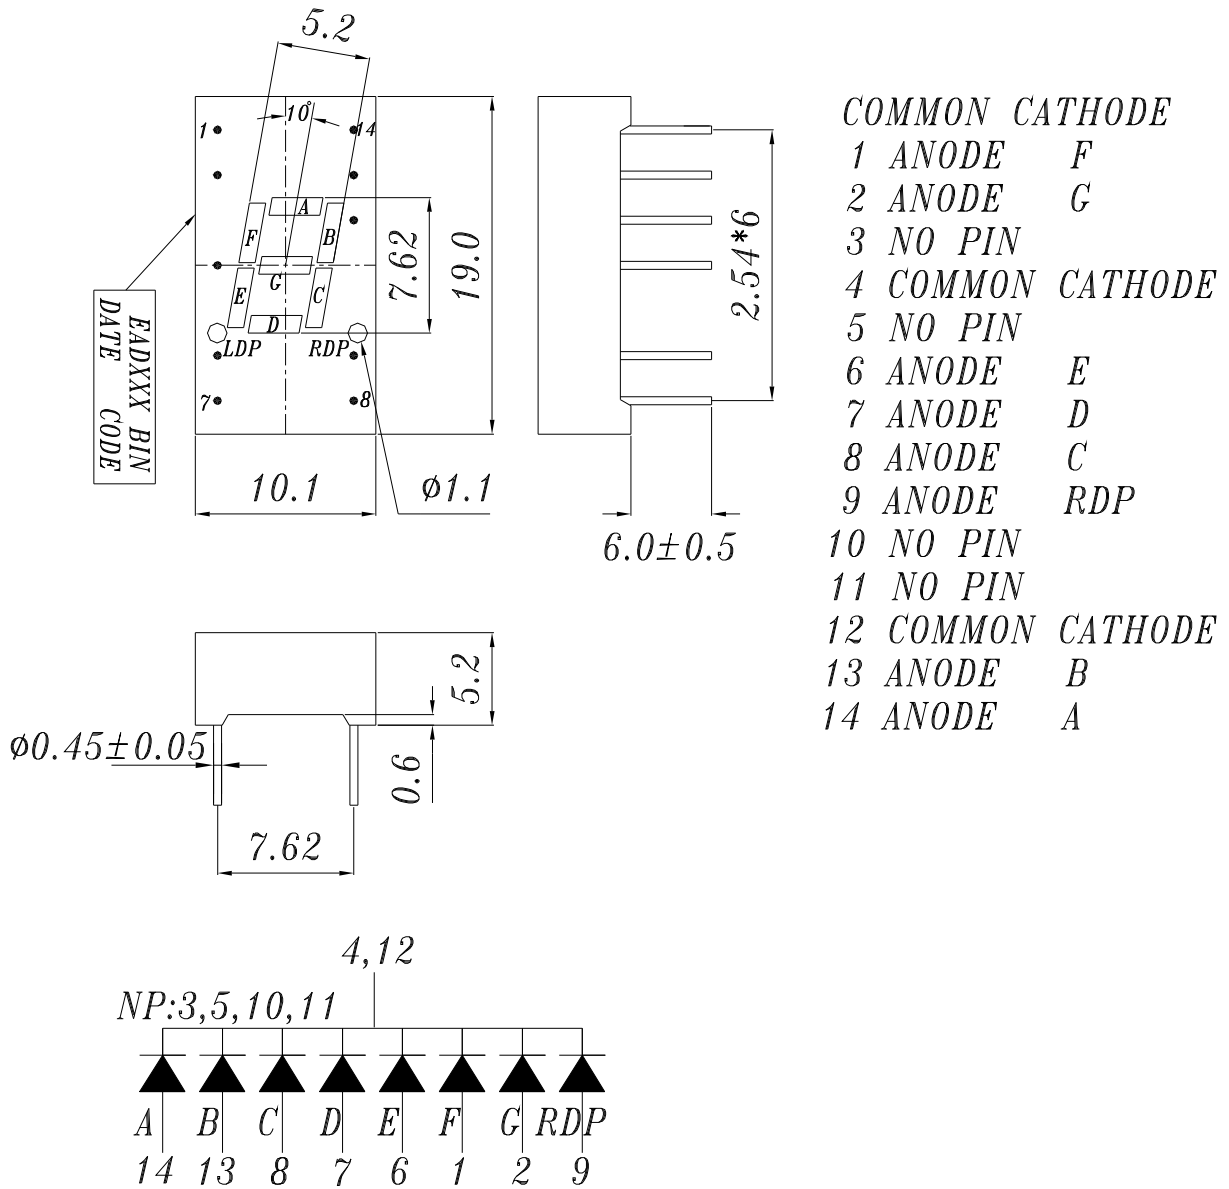 5.2
10°
1
14
A
F
B
G
E
C
D
LDP
RDP
7
8
7.62
19.0
EADXXX BIN
DATE CODE
10.1
ø1.1
2.54*6
6.0±0.5
COMMON CATHODE
1 ANODE F
2 ANODE G
3 NO PIN
4 COMMON CATHODE
5 NO PIN
6 ANODE E
7 ANODE D
8 ANODE C
9 ANODE RDP
10 NO PIN
11 NO PIN
12 COMMON CATHODE
13 ANODE B
14 ANODE A
5.2
ø0.45±0.05
0.6
7.62
4,12
NP:3,5,10,11
A B C D E F G RDP
14 13 8 7 6 1 2 9